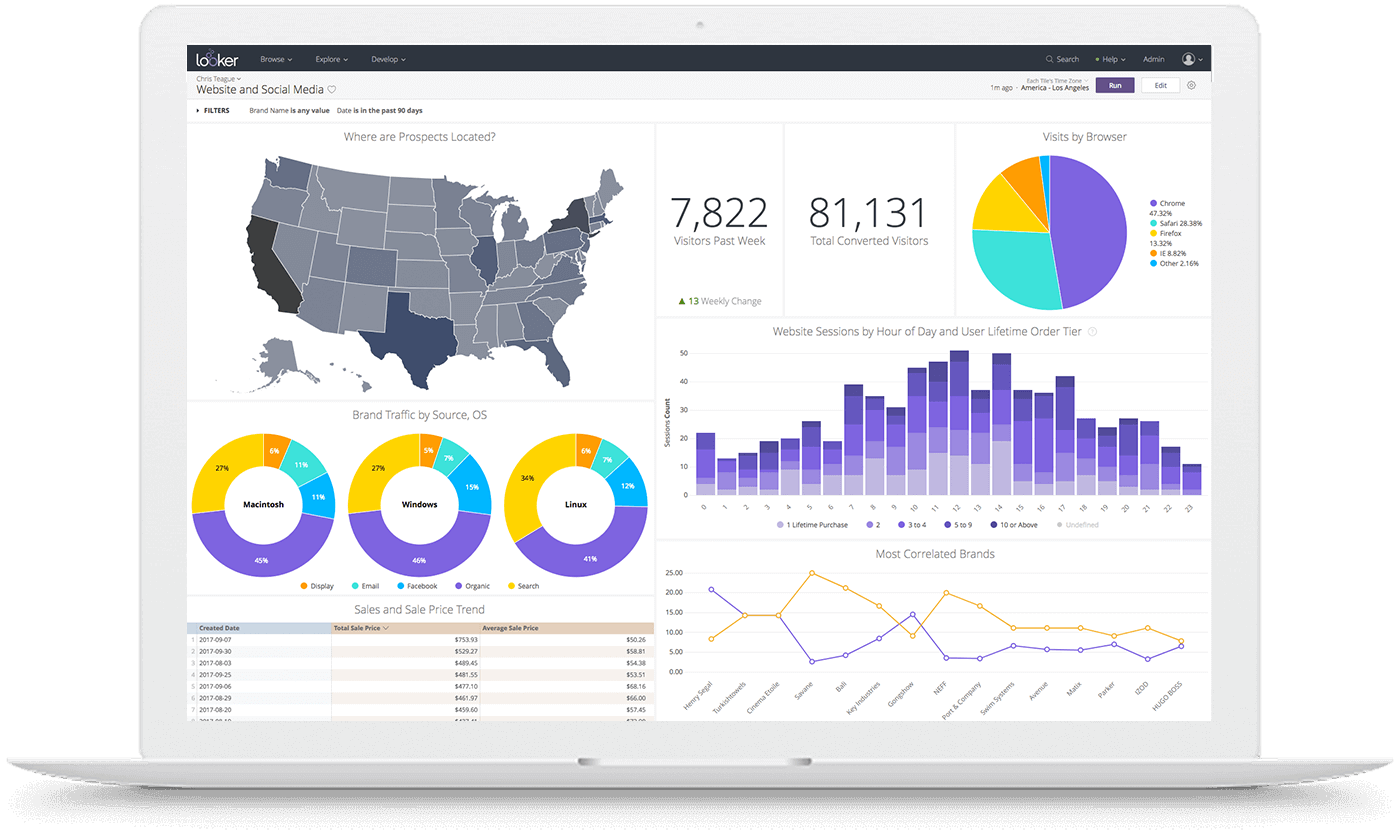 looker
Browse
Explore
Develop
Search
Help
Admin
Chris Teague
Website and Social Media
Each Tile's Time Zone
1m ago · America - Los Angeles
Run
Edit
FILTERS
Brand Name is any value
Date is in the past 90 days
Where are Prospects Located?
7,822
Visitors Past Week
▲ 13 Weekly Change
81,131
Total Converted Visitors
Visits by Browser
Chrome
47.32%
Safari 28.38%
Firefox
13.32%
IE 8.82%
Other 2.16%
Website Sessions by Hour of Day and User Lifetime Order Tier
Sessions Count
50
40
30
20
10
0
0 1 2 3 4 5 6 7 8 9 10 11 12 13 14 15 16 17 18 19 20 21 22 23
1 Lifetime Purchase
2
3 to 4
5 to 9
10 or Above
Undefined
Brand Traffic by Source, OS
6%
11%
11%
45%
27%
Macintosh
5%
7%
15%
46%
27%
Windows
6%
7%
12%
41%
34%
Linux
Display
Email
Facebook
Organic
Search
Most Correlated Brands
25.00
20.00
15.00
10.00
5.00
0.00
Henry Segal
Turkishtowels
Cinema Etoile
Savane
Bali
Key Industries
Gongshow
NEFF
Port & Company
Swim Systems
Avenue
Matix
Parker
IZOD
HUGO BOSS
Sales and Sale Price Trend
Created Date Total Sale Price Average Sale Price
1 2017-09-07 $753.93 $50.26
2 2017-09-30 $529.27 $58.81
3 2017-08-03 $489.45 $54.38
4 2017-09-25 $481.55 $53.51
5 2017-09-06 $477.10 $68.16
6 2017-08-29 $461.97 $66.00
7 2017-08-20 $459.60 $57.45